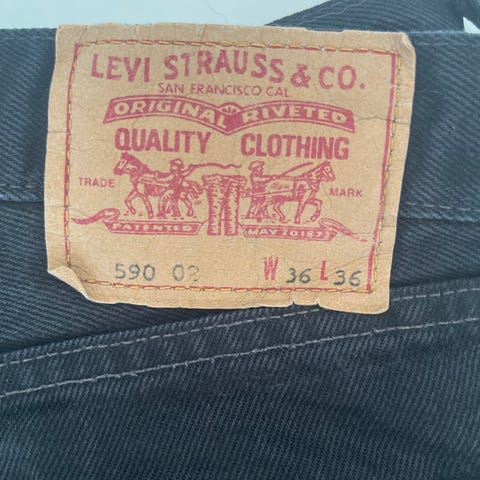 LEVI STRAUSS & CO.
SAN FRANCISCO CAL
ORIGINAL RIVETED
QUALITY CLOTHING
TRADE MARK
PATENTED MAY 20 1873
590 02 W 36 L 36